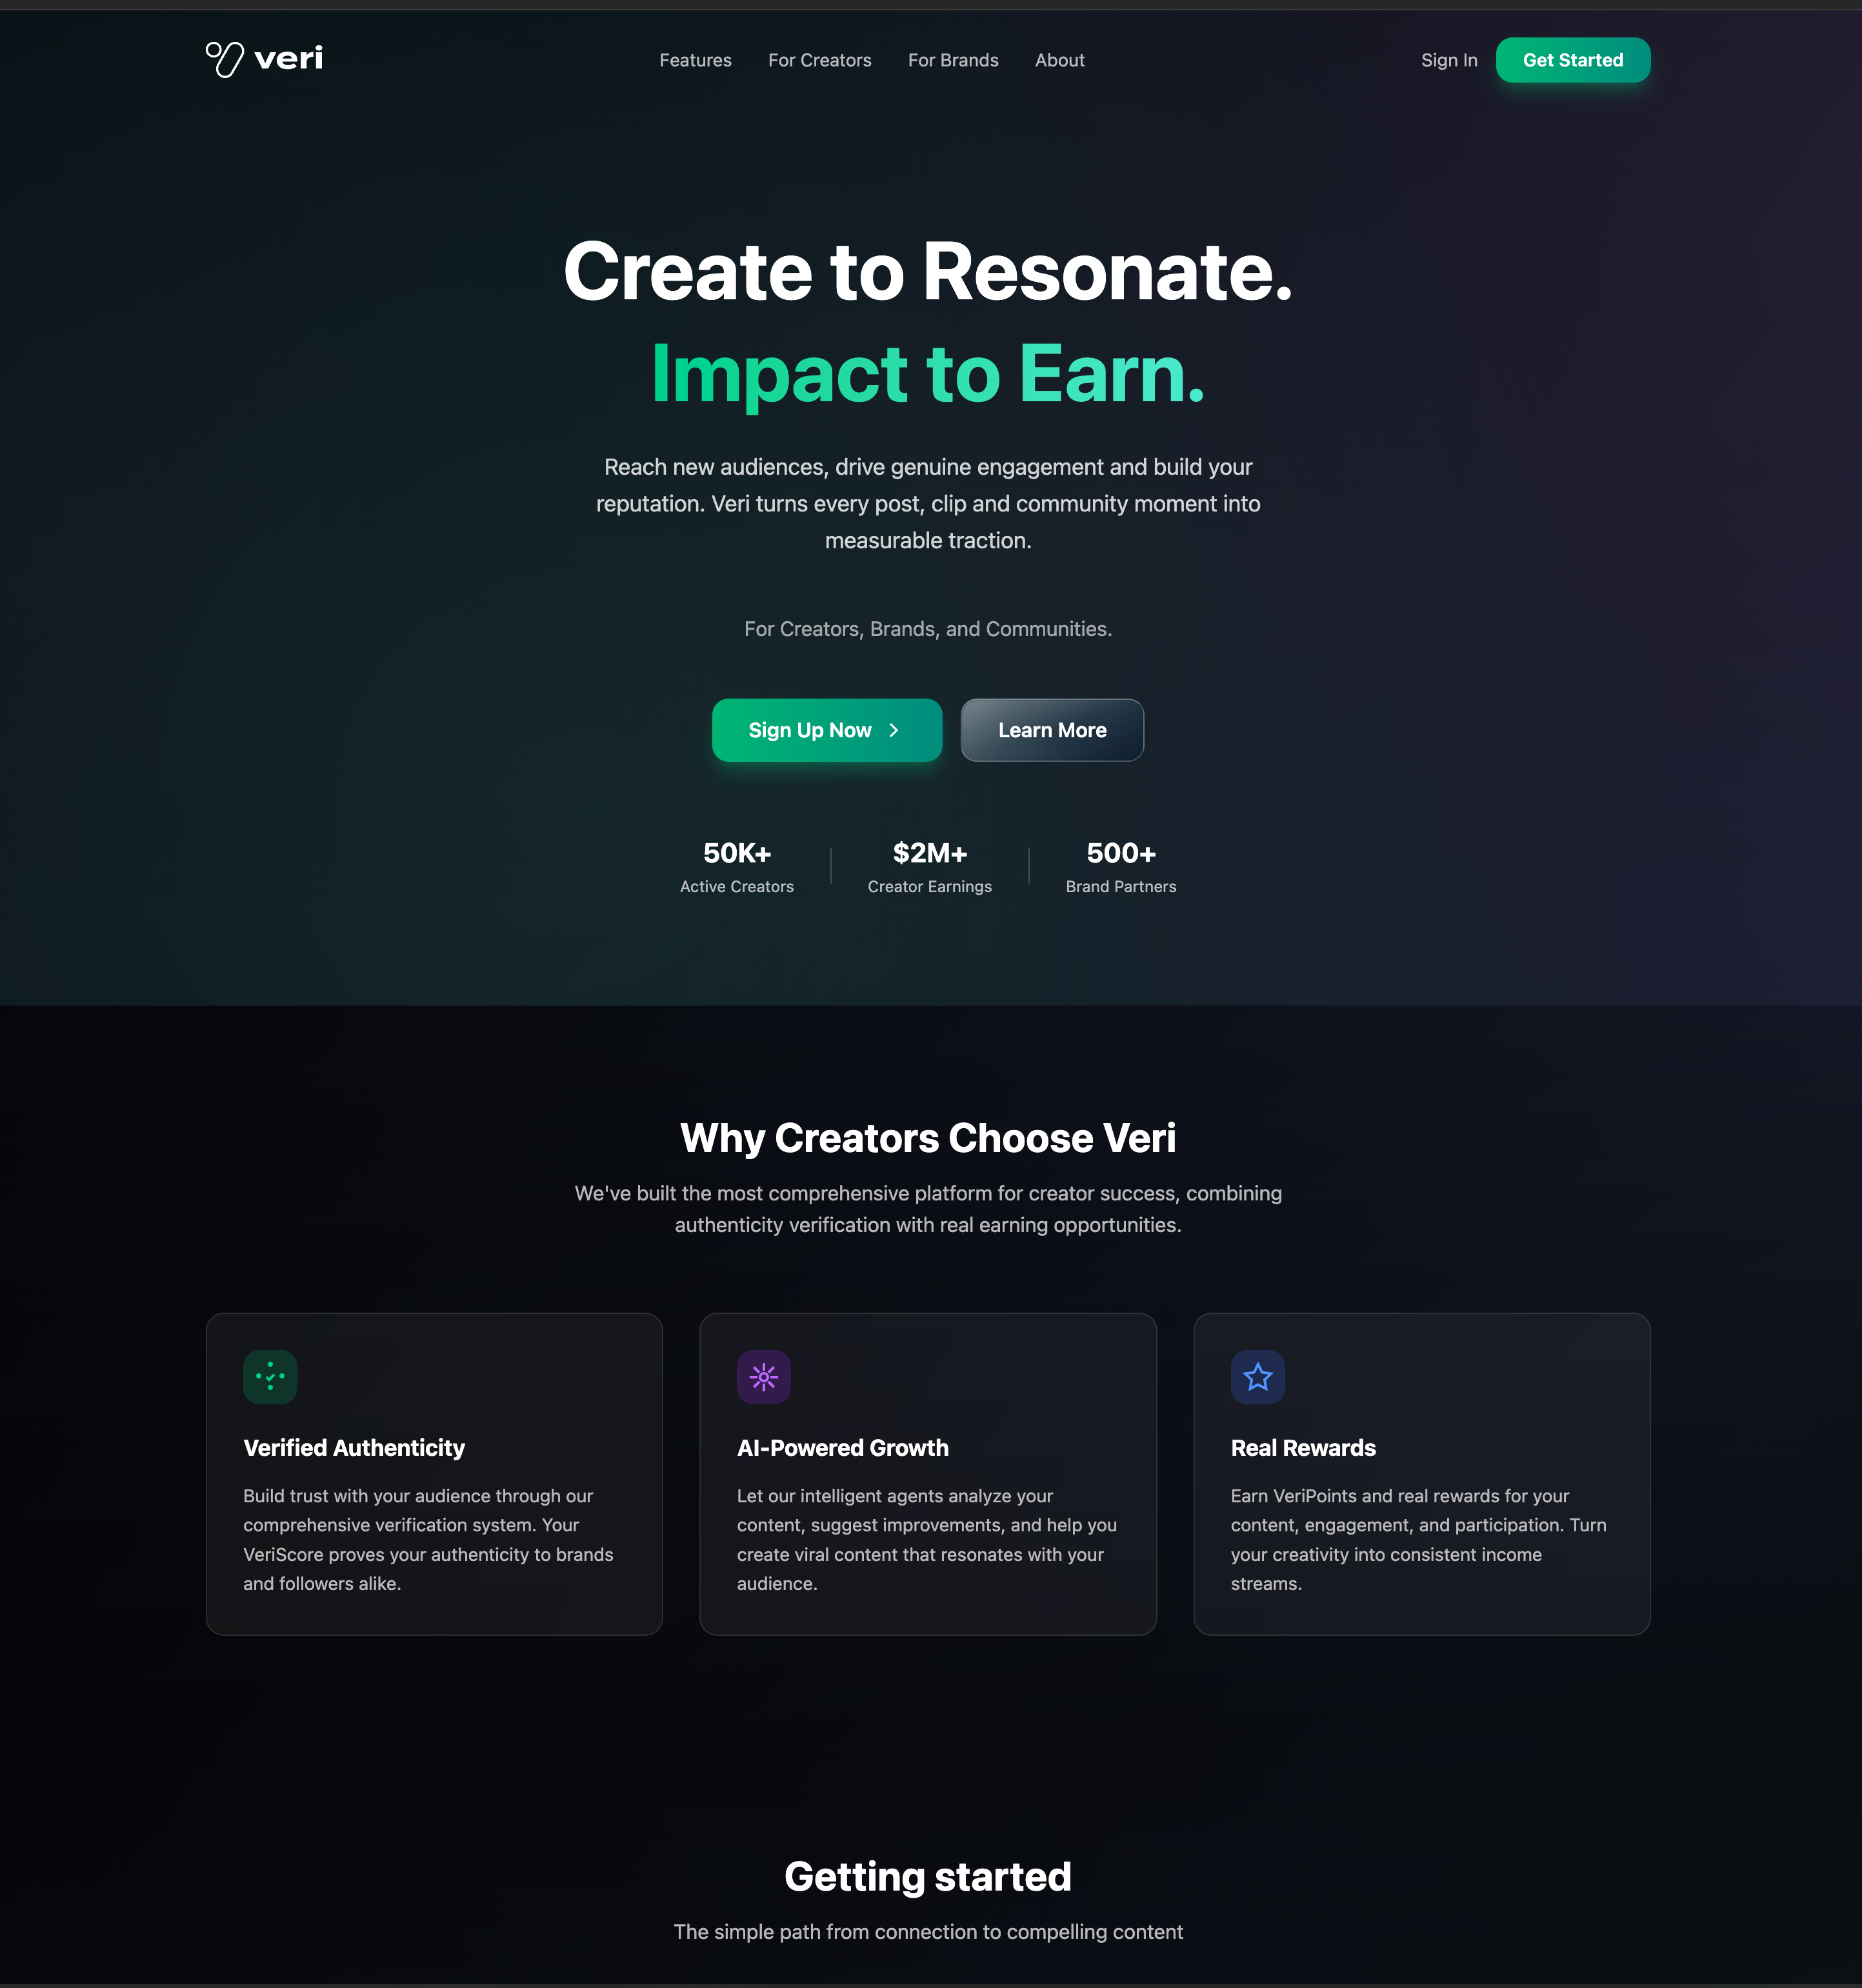 veri
Features
For Creators
For Brands
About
Sign In
Get Started
Create to Resonate.
Impact to Earn.
Reach new audiences, drive genuine engagement and build your
reputation. Veri turns every post, clip and community moment into
measurable traction.
For Creators, Brands, and Communities.
Sign Up Now
Learn More
50K+
Active Creators
$2M+
Creator Earnings
500+
Brand Partners
Why Creators Choose Veri
We've built the most comprehensive platform for creator success, combining
authenticity verification with real earning opportunities.
Verified Authenticity
Build trust with your audience through our
comprehensive verification system. Your
VeriScore proves your authenticity to brands
and followers alike.
AI-Powered Growth
Let our intelligent agents analyze your
content, suggest improvements, and help you
create viral content that resonates with your
audience.
Real Rewards
Earn VeriPoints and real rewards for your
content, engagement, and participation. Turn
your creativity into consistent income
streams.
Getting started
The simple path from connection to compelling content